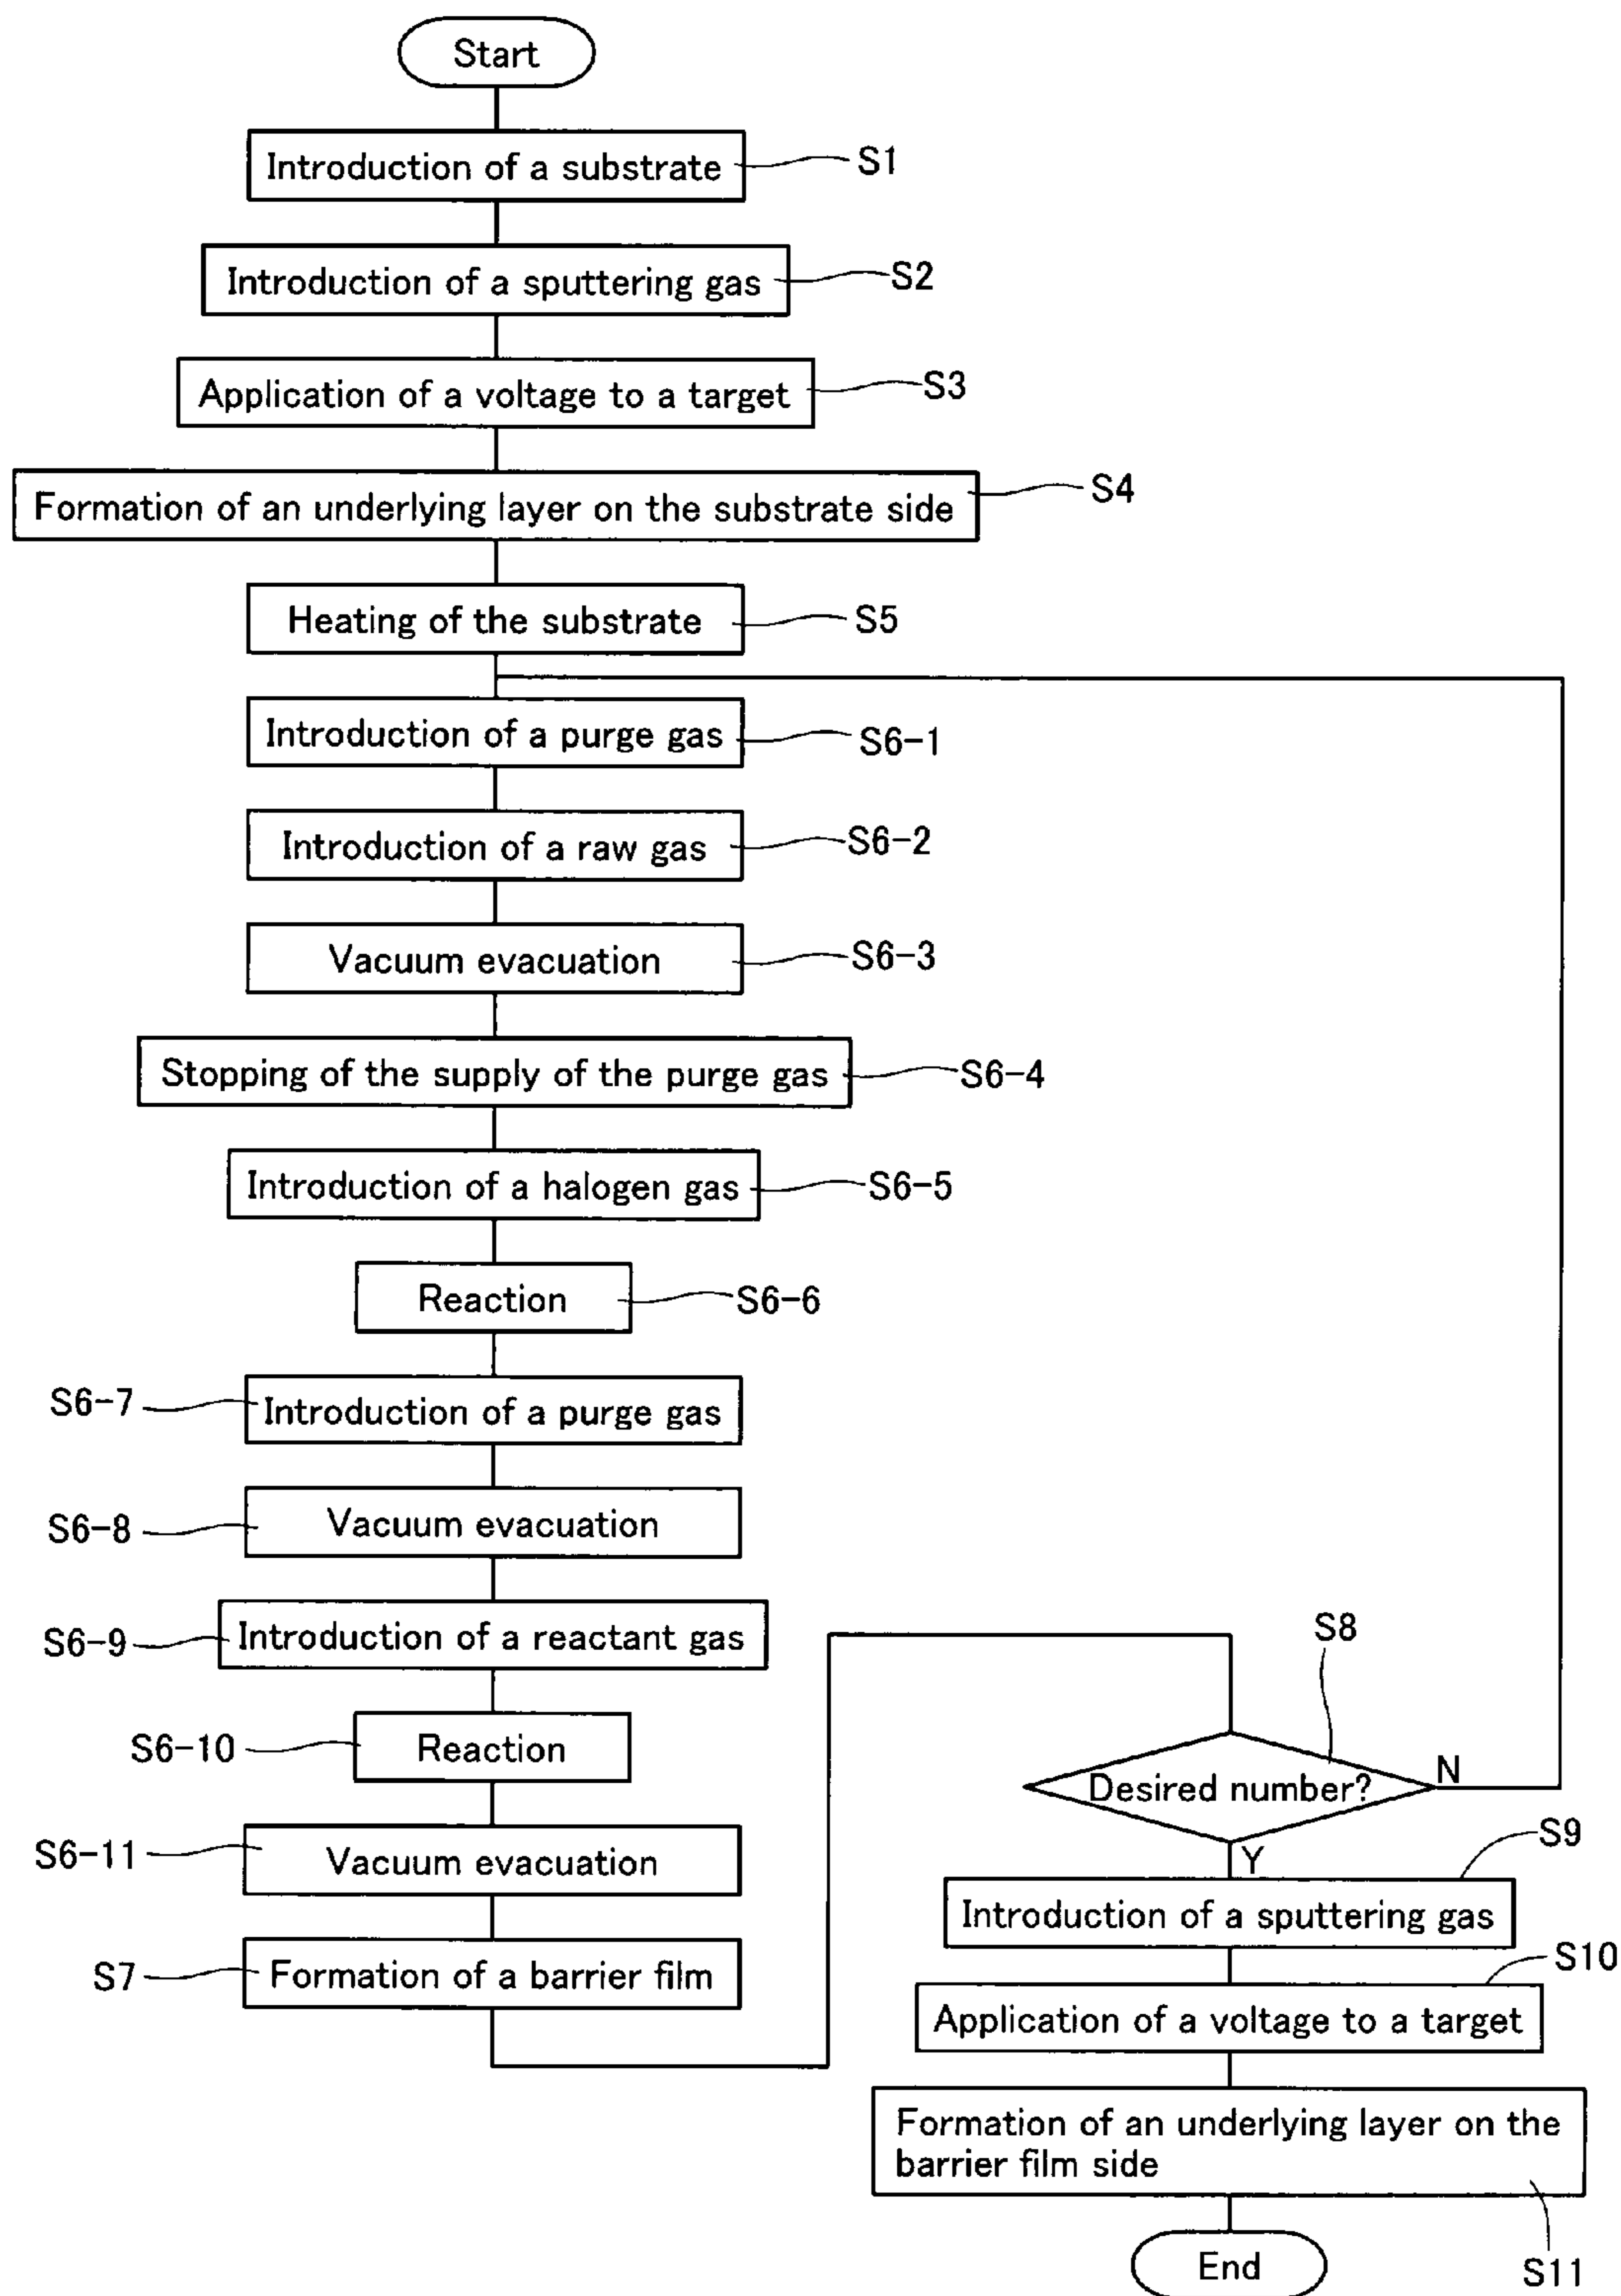 Start
Introduction of a substrate
S1
Introduction of a sputtering gas
S2
Application of a voltage to a target
S3
Formation of an underlying layer on the substrate side
S4
Heating of the substrate
S5
Introduction of a purge gas
S6-1
Introduction of a raw gas
S6-2
Vacuum evacuation
S6-3
Stopping of the supply of the purge gas
S6-4
Introduction of a halogen gas
S6-5
Reaction
S6-6
S6-7
Introduction of a purge gas
S6-8
Vacuum evacuation
S6-9
Introduction of a reactant gas
S6-10
Reaction
S6-11
Vacuum evacuation
S7
Formation of a barrier film
S8
Desired number?
N
Y
S9
Introduction of a sputtering gas
S10
Application of a voltage to a target
Formation of an underlying layer on the
barrier film side
S11
End